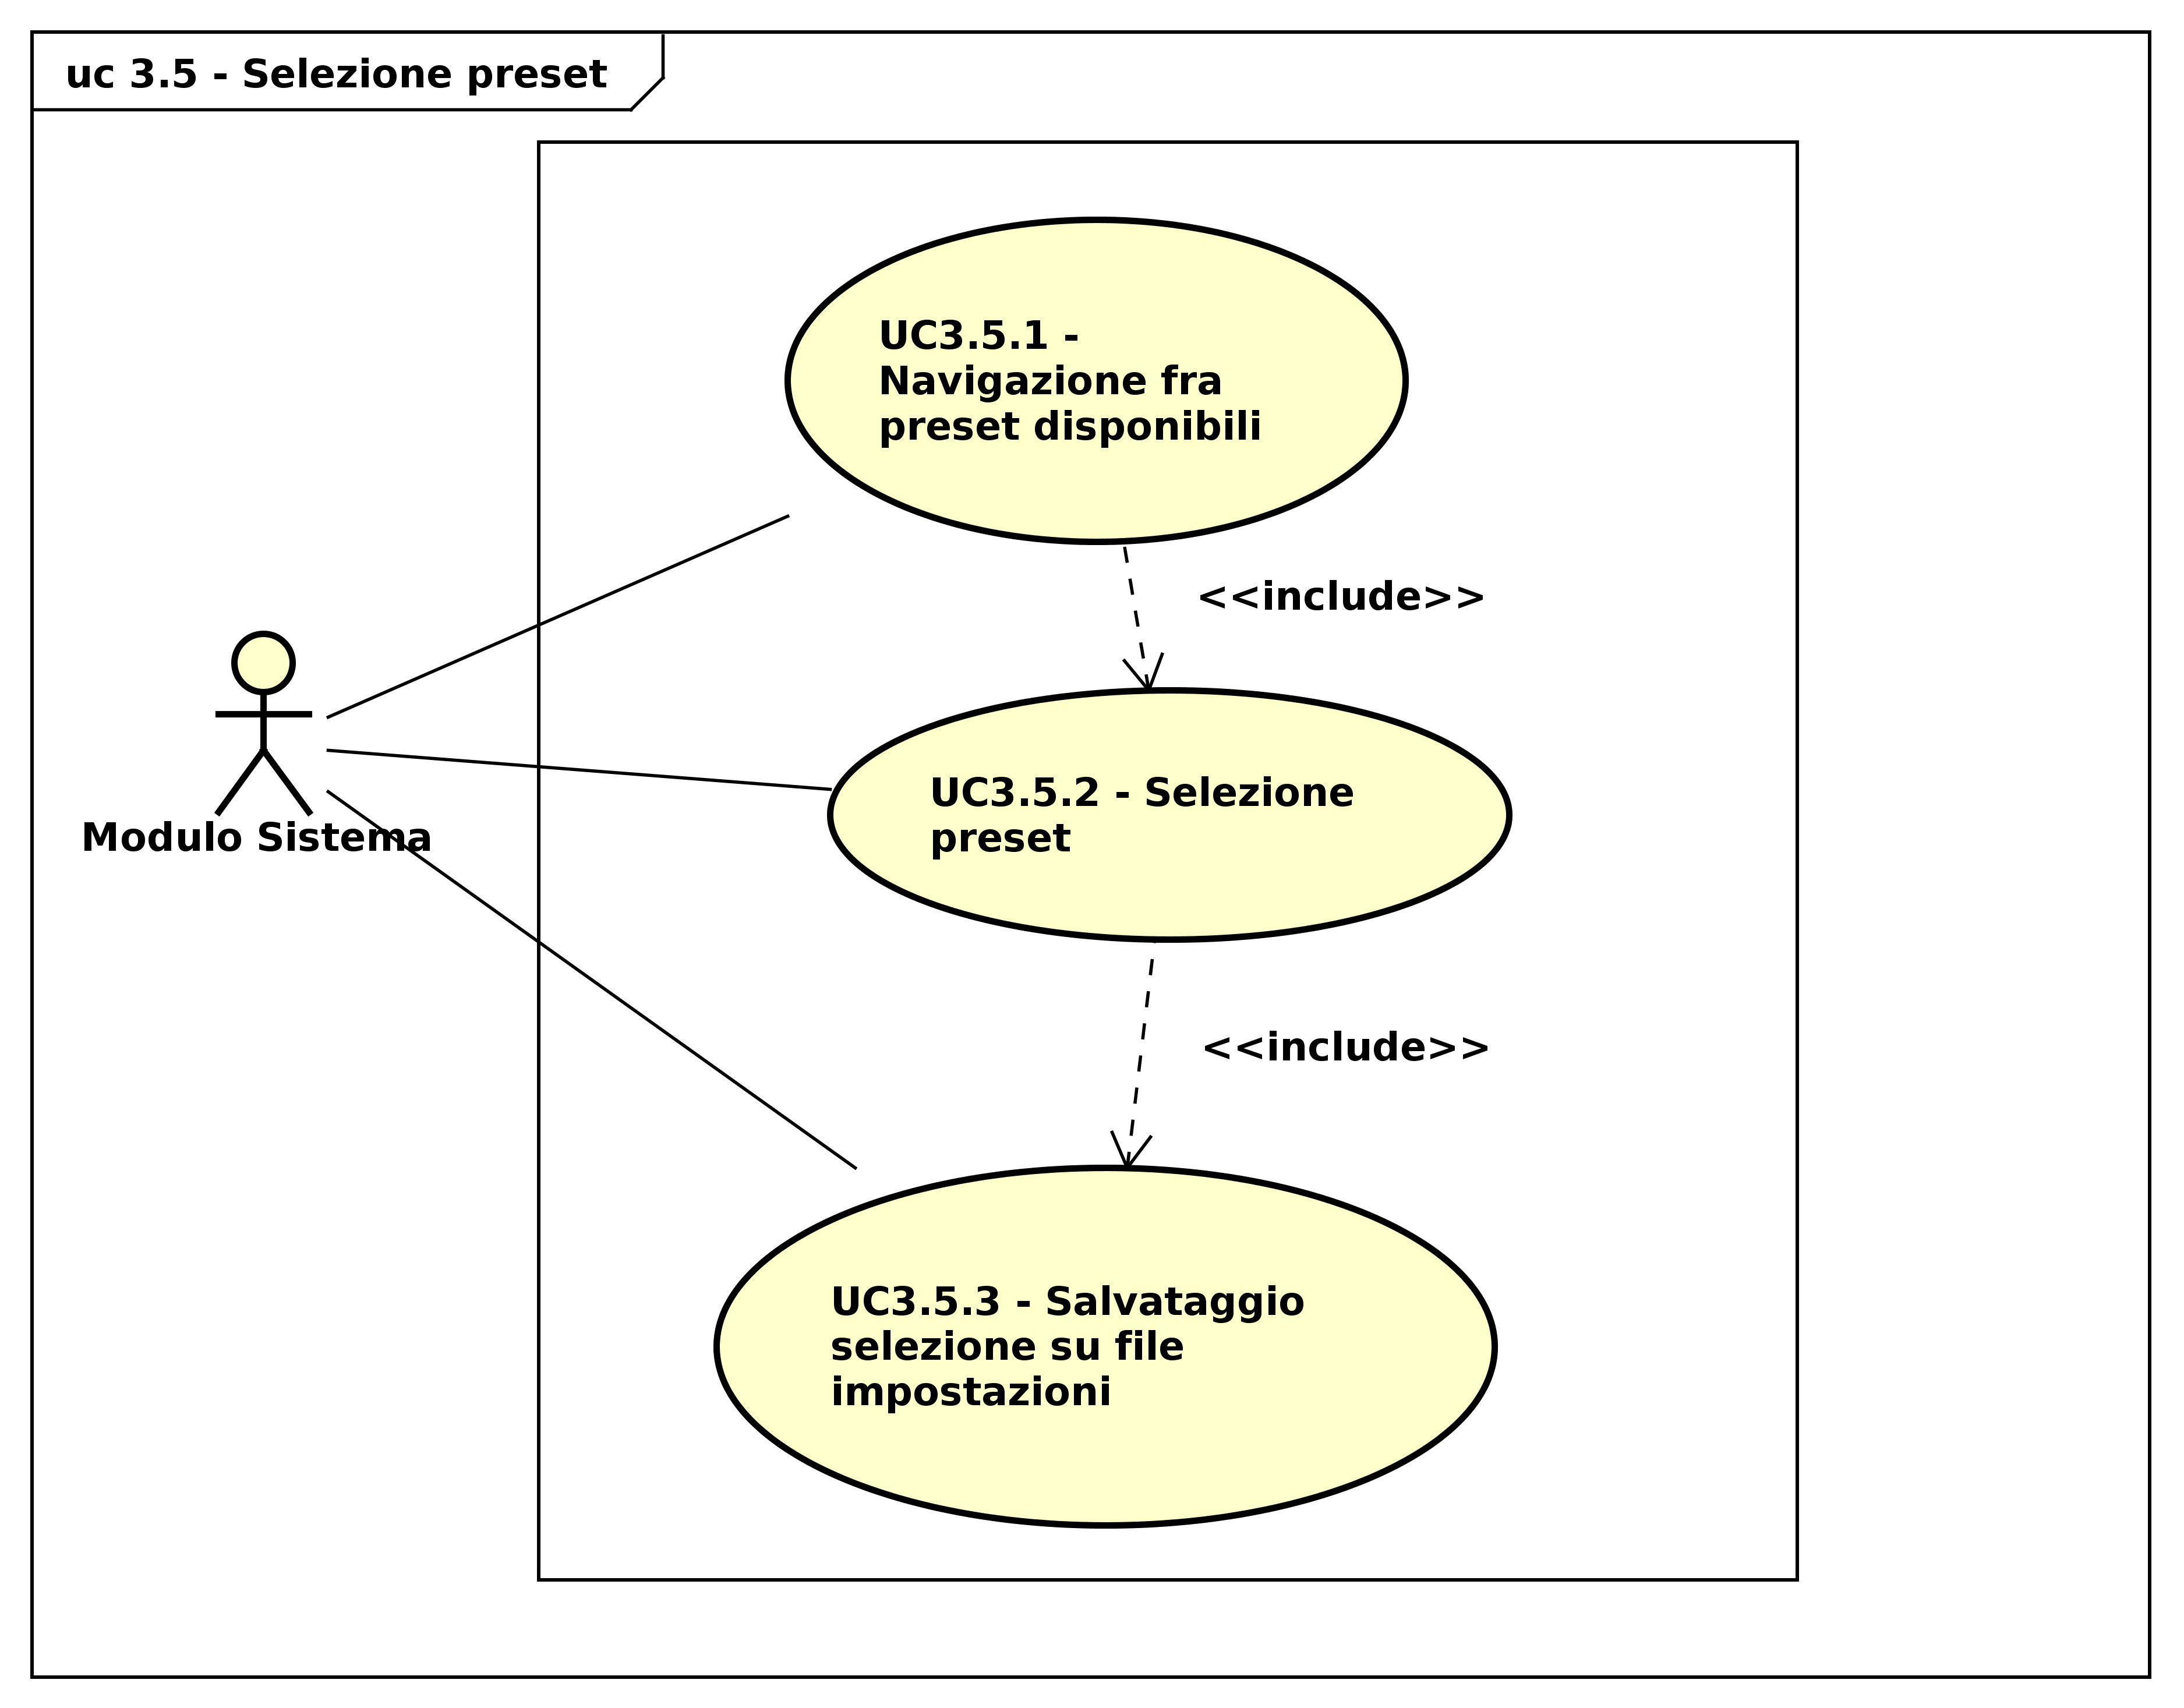 uc 3.5 - Selezione preset
UC3.5.1 -
Navigazione fra
preset disponibili
<<include>>
Modulo Sistema
UC3.5.2 - Selezione
preset
<<include>>
UC3.5.3 - Salvataggio
selezione su file
impostazioni